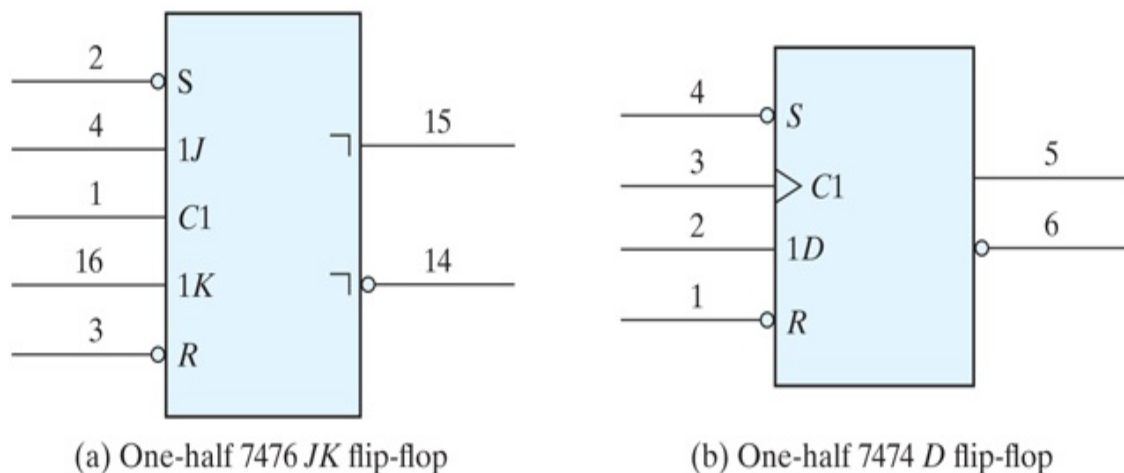 2
S
4
1J
15
1
C1
16
1K
14
3
R
(a) One-half 7476 JK flip-flop
4
S
3
C1
5
2
1D
6
1
R
(b) One-half 7474 D flip-flop